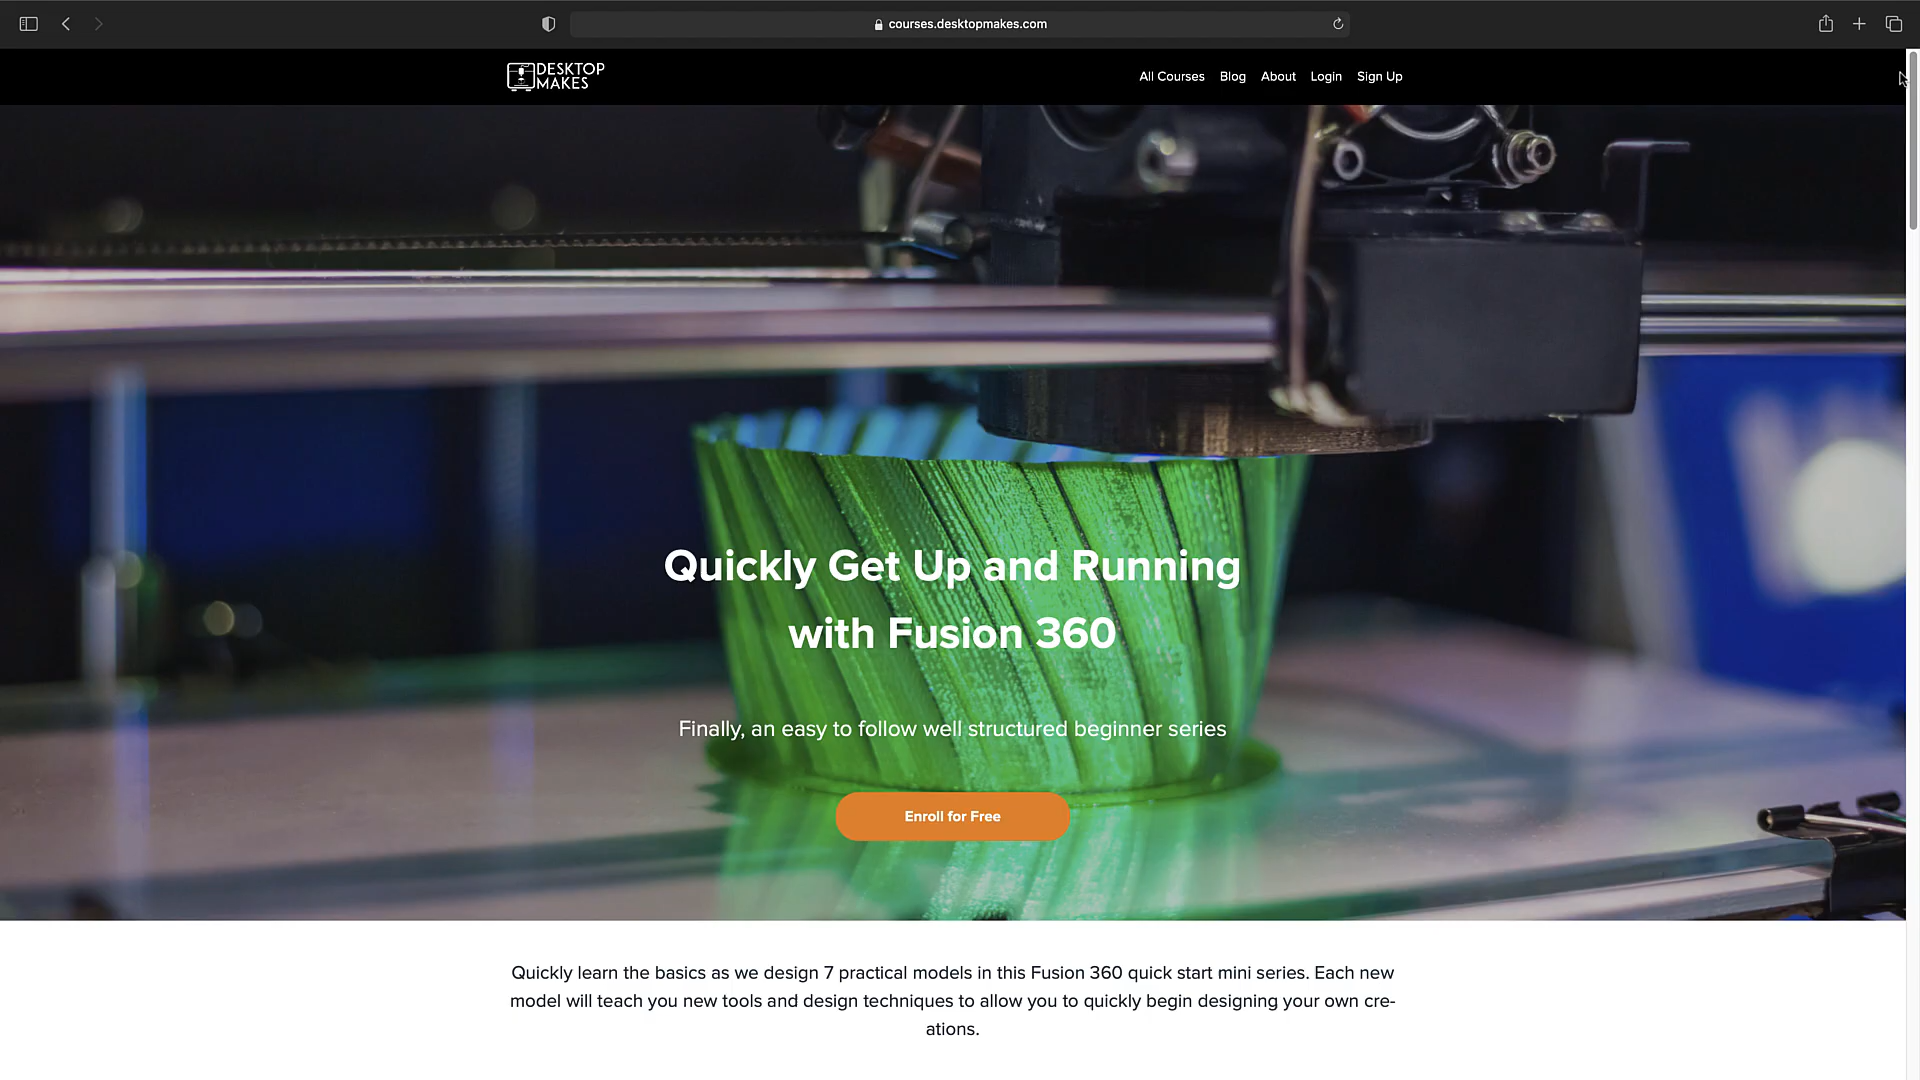 courses.desktopmakes.com
DESKTOP
MAKES
All Courses Blog About Login Sign Up
Quickly Get Up and Running
with Fusion 360
Finally, an easy to follow well structured beginner series
Enroll for Free
Quickly learn the basics as we design 7 practical models in this Fusion 360 quick start mini series. Each new
model will teach you new tools and design techniques to allow you to quickly begin designing your own cre-
ations.